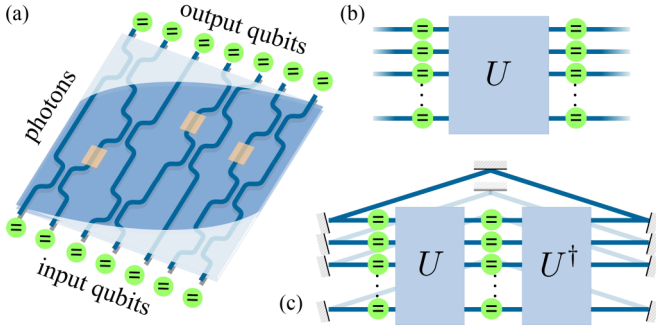 (a)
output qubits
photons
input qubits
(b)
U
(c)
U
U†